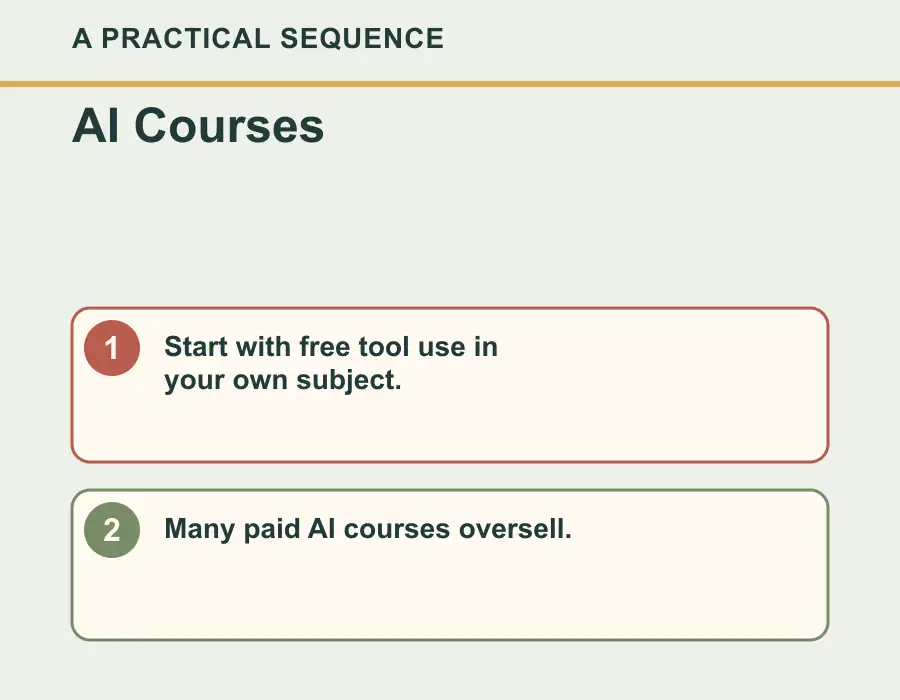 A PRACTICAL SEQUENCE
AI Courses
1
Start with free tool use in
your own subject.
2
Many paid AI courses oversell.